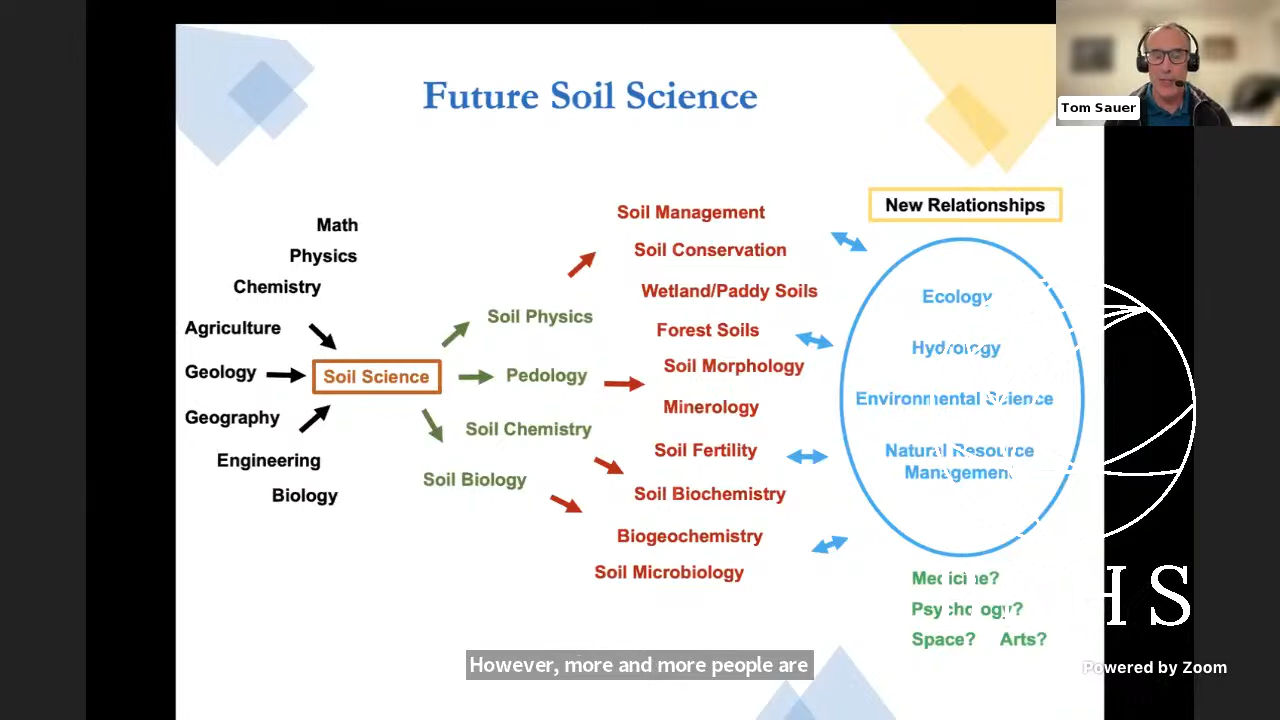 Future Soil Science
Tom Sauer
New Relationships
Math
Physics
Chemistry
Agriculture
Geology
Geography
Engineering
Biology
Soil Science
Soil Physics
Pedology
Soil Chemistry
Soil Biology
Soil Management
Soil Conservation
Wetland/Paddy Soils
Forest Soils
Soil Morphology
Minerology
Soil Fertility
Soil Biochemistry
Biogeochemistry
Soil Microbiology
Ecology
Hydrology
Environmental Science
Natural Resource
Management
Medicine?
Psychology?
Space? Arts?
HS
However, more and more people are
Powered by Zoom